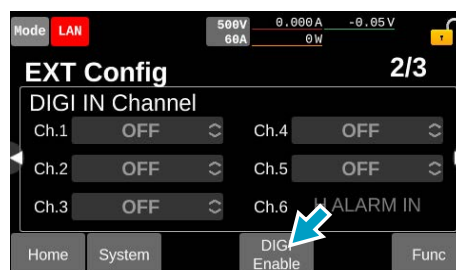 Mode LAN 500V 0.000A -0.05V
60A 0W
EXT Config 2/3
DIGI IN Channel
Ch.1 OFF Ch.4 OFF
Ch.2 OFF Ch.5 OFF
Ch.3 OFF Ch.6 ALARM IN
Home System DIGI Func
Enable